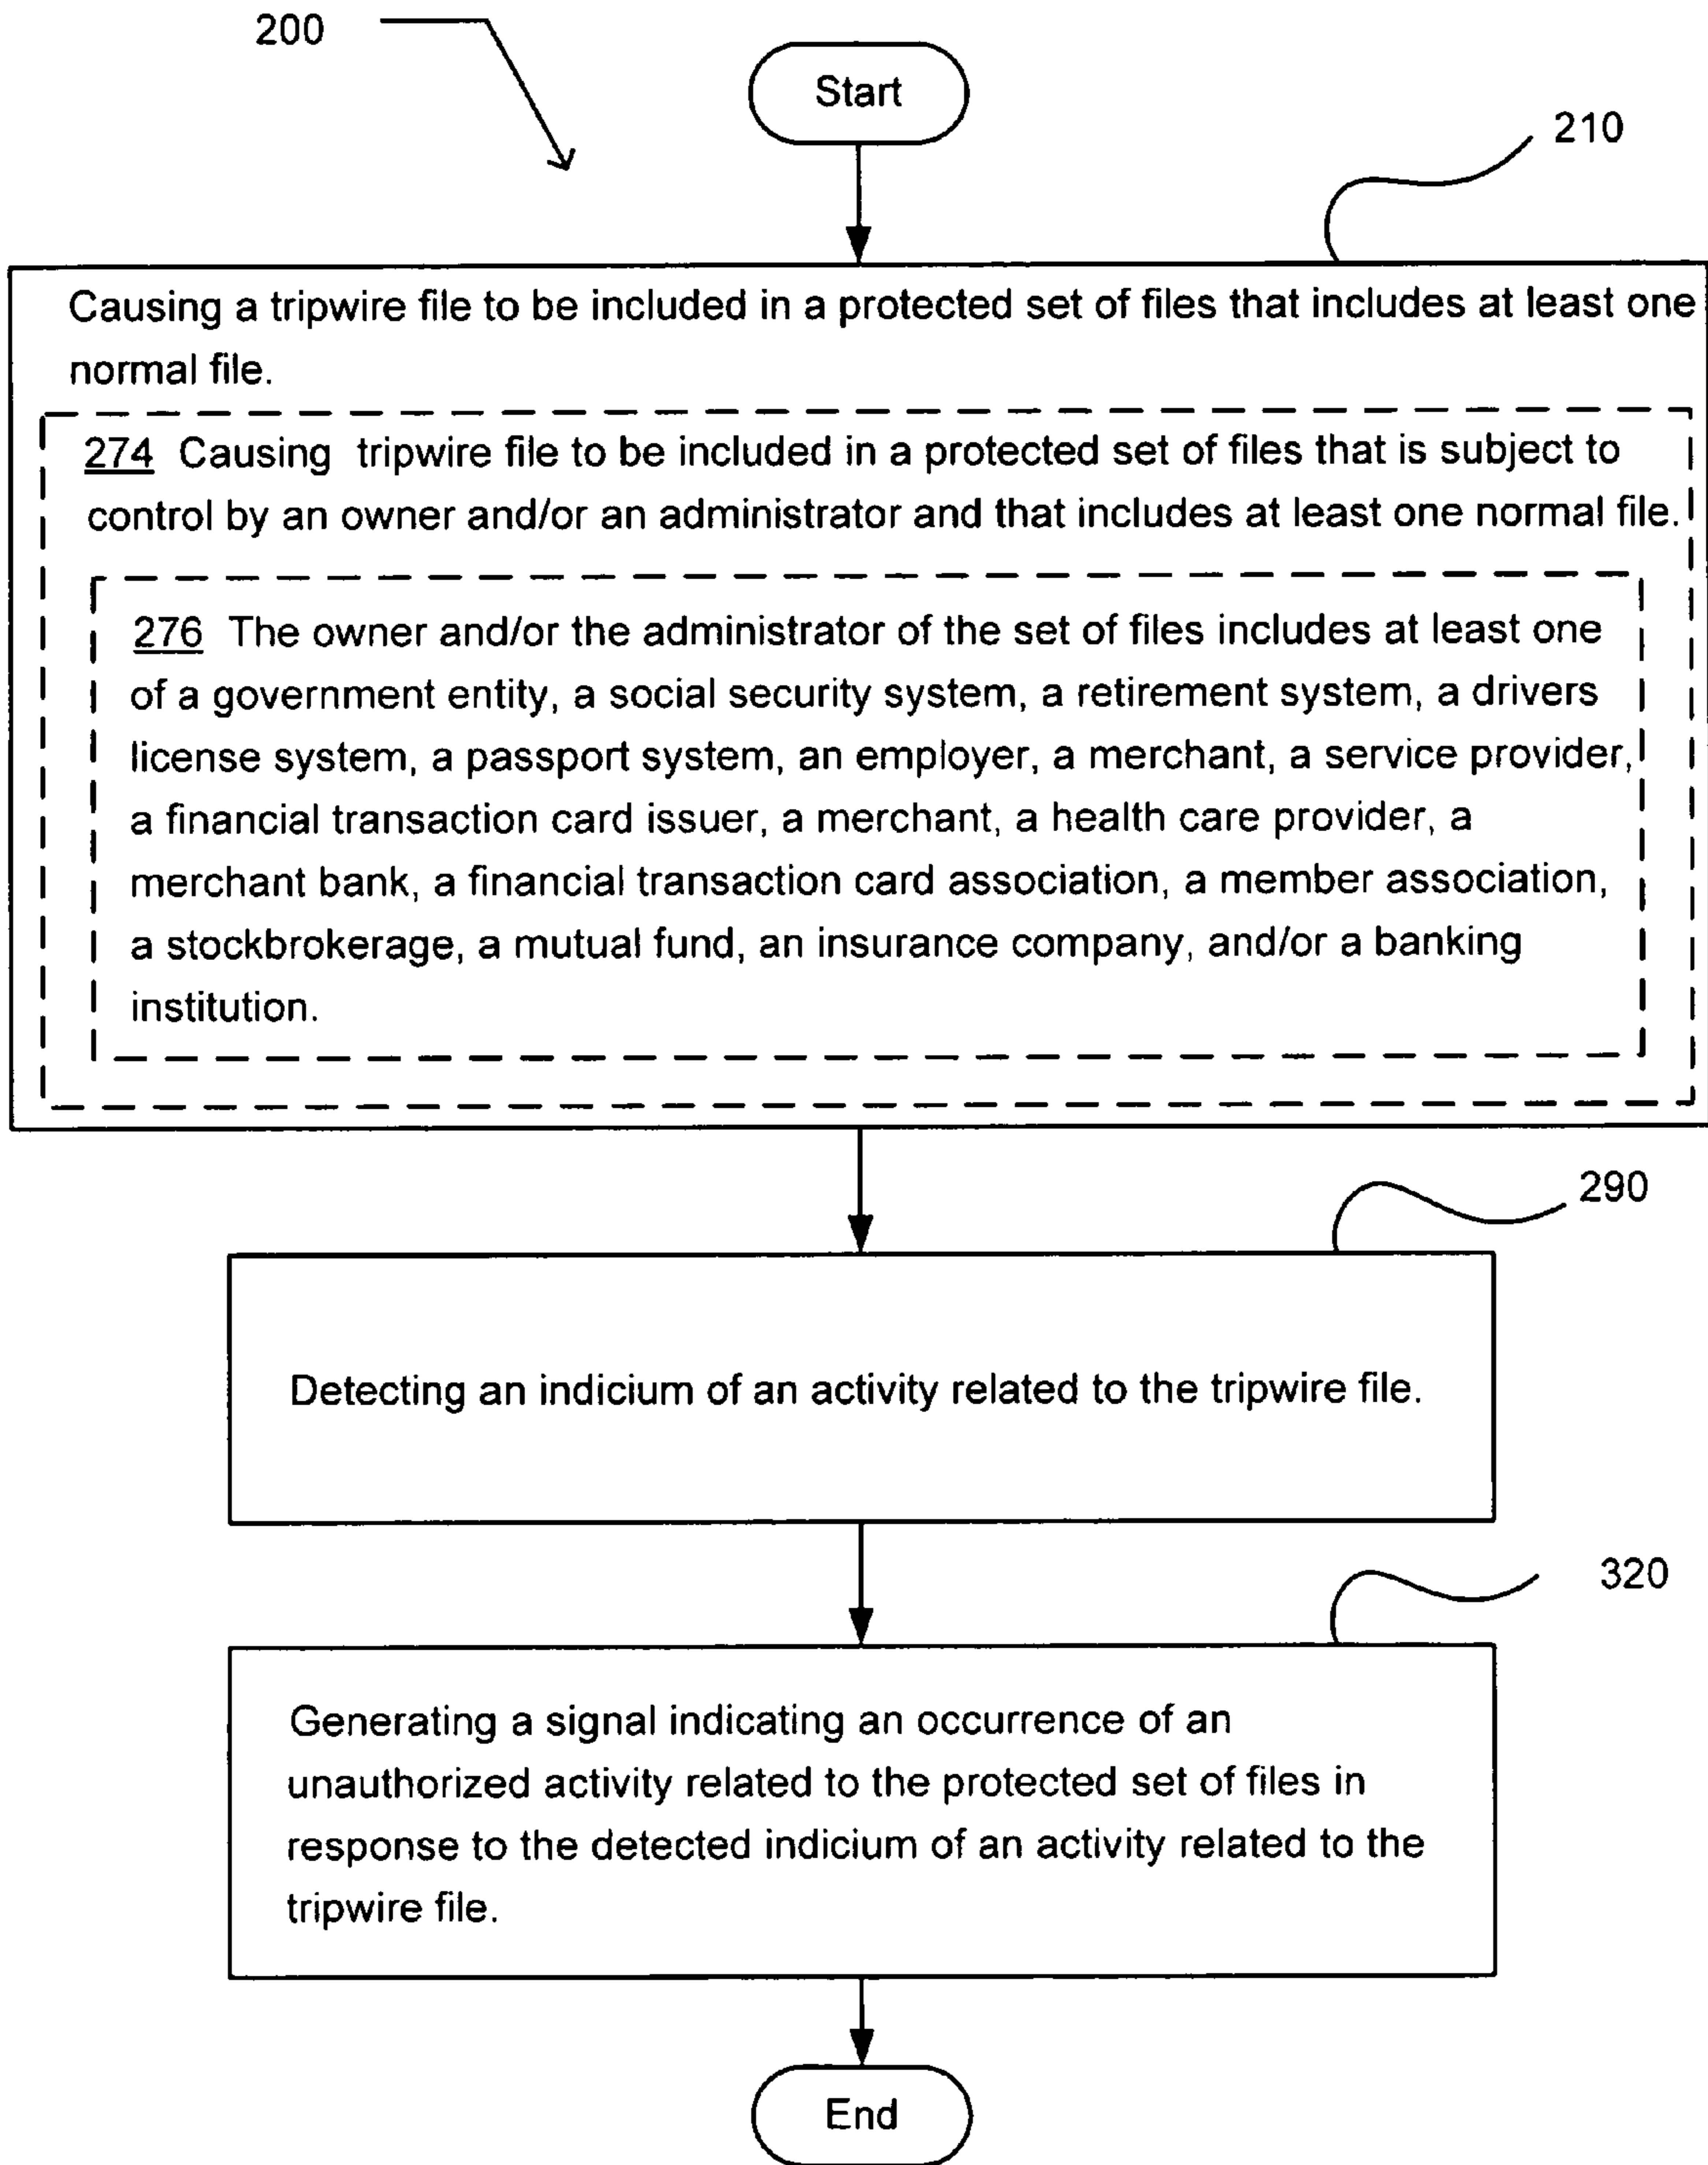 200
Start
210
Causing a tripwire file to be included in a protected set of files that includes at least one
normal file.
274 Causing tripwire file to be included in a protected set of files that is subject to
control by an owner and/or an administrator and that includes at least one normal file.
276 The owner and/or the administrator of the set of files includes at least one
of a government entity, a social security system, a retirement system, a drivers
license system, a passport system, an employer, a merchant, a service provider,
a financial transaction card issuer, a merchant, a health care provider, a
merchant bank, a financial transaction card association, a member association,
a stockbrokerage, a mutual fund, an insurance company, and/or a banking
institution.
290
Detecting an indicium of an activity related to the tripwire file.
320
Generating a signal indicating an occurrence of an
unauthorized activity related to the protected set of files in
response to the detected indicium of an activity related to the
tripwire file.
End